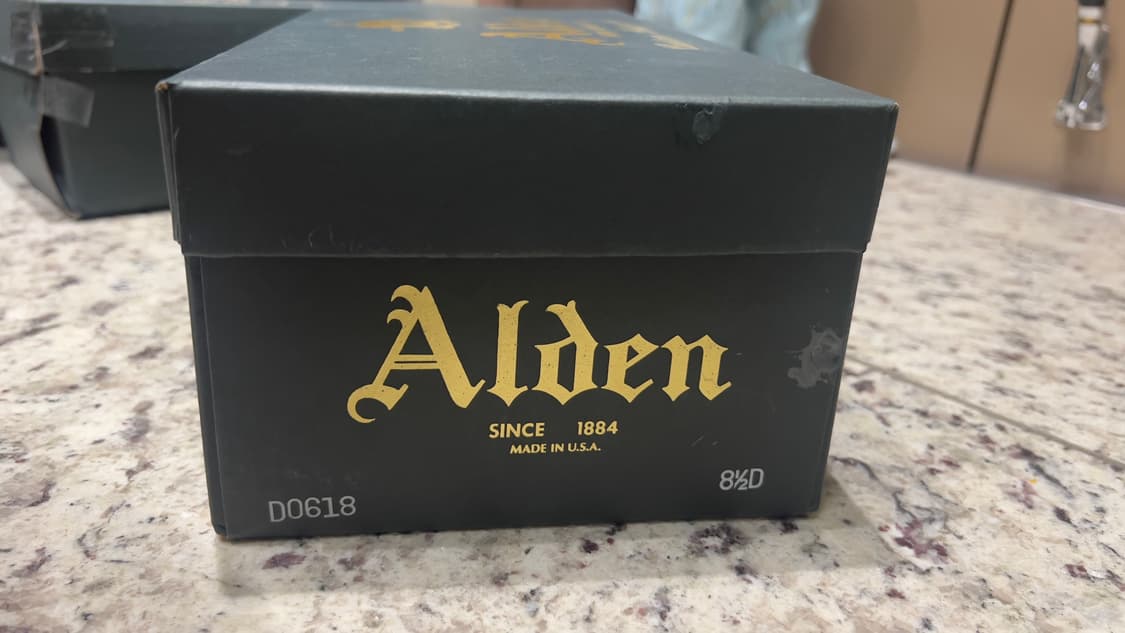 Alden
SINCE 1884
MADE IN U.S.A.
D0618
8½D